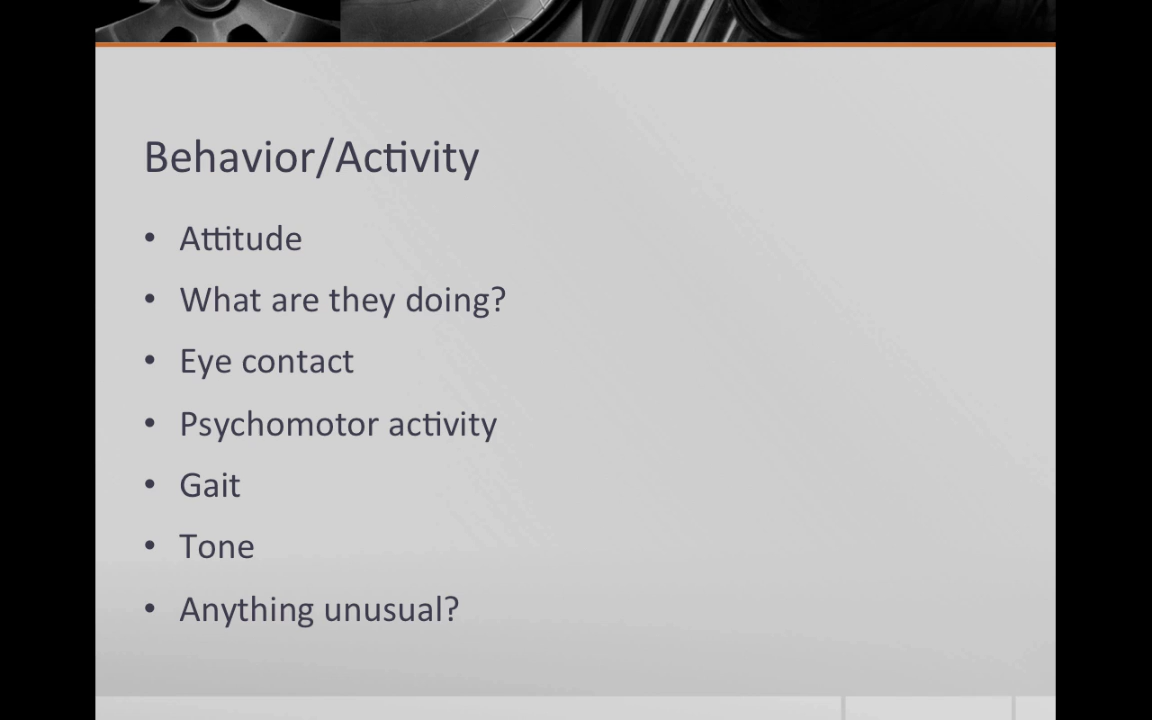 Behavior/Activity
• Attitude
• What are they doing?
• Eye contact
• Psychomotor activity
• Gait
• Tone
• Anything unusual?